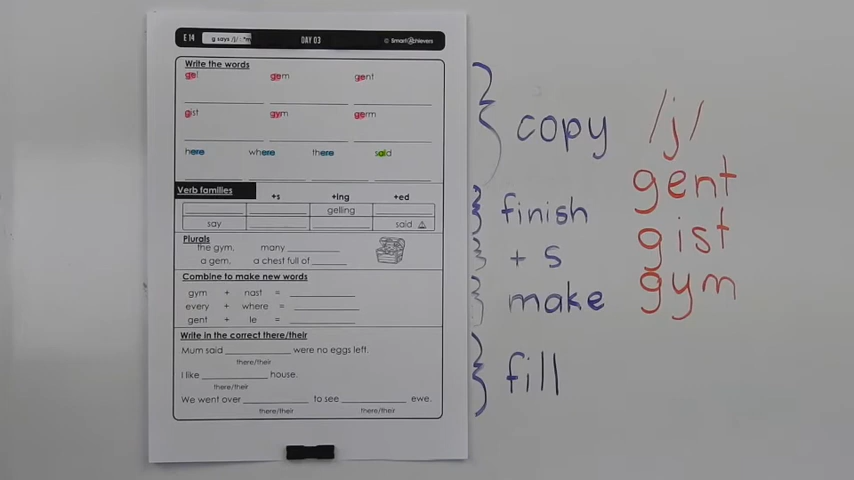 E 14 g says /j/ : DAY 03 © Smart Achievers
Write the words
gel gem gent
gist gym germ
here where there said
Verb families +s +ing +ed
gelling
say said
Plurals
the gym. many
a gem. a chest full of
Combine to make new words
gym + nast =
every + where =
gent + le =
Write in the correct there/their
Mum said were no eggs left.
there/their
I like house.
there/their
We went over to see ewe.
there/their there/their
copy
finish
+ s
make
fill
/j/
gent
gist
gym